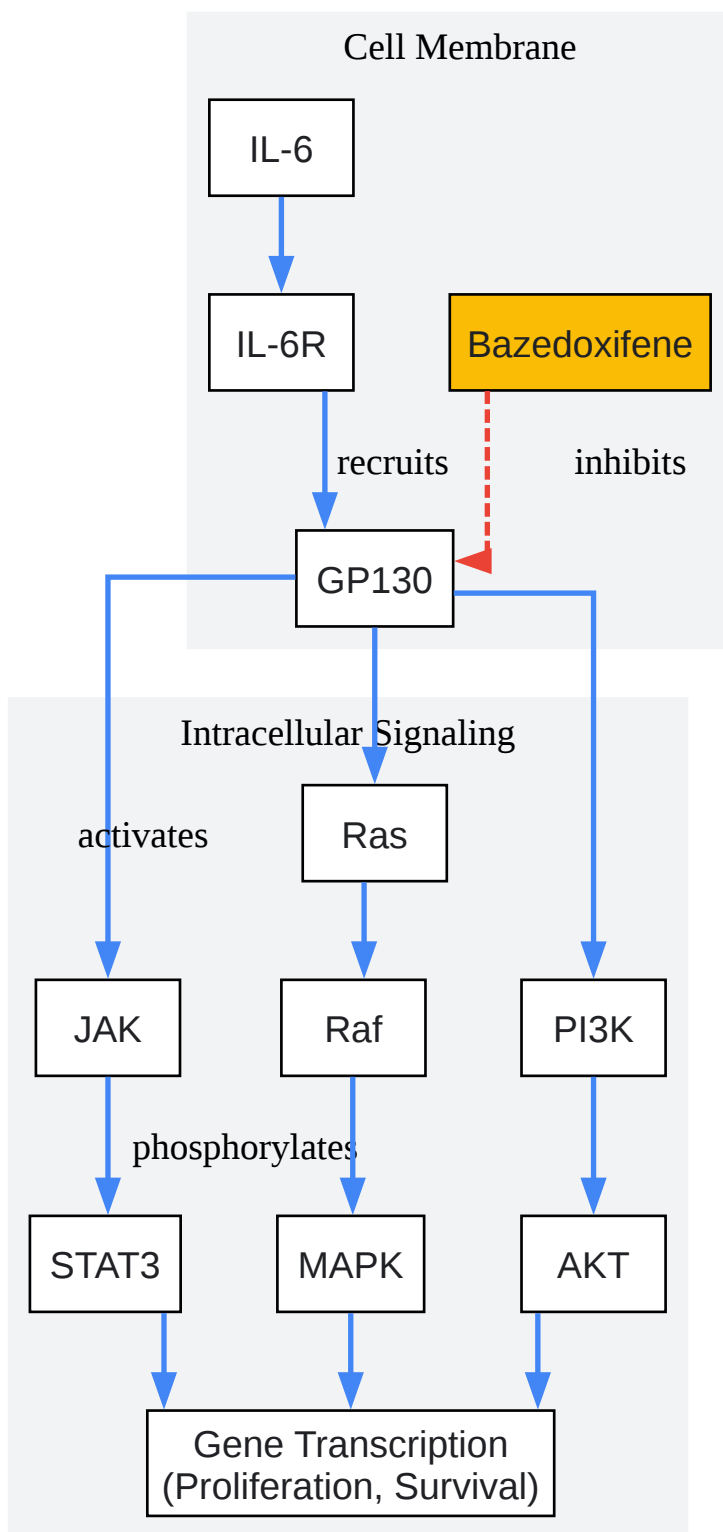 Cell Membrane
IL-6
IL-6R
Bazedoxifene
recruits
inhibits
GP130
Intracellular Signaling
activates
Ras
JAK
Raf
PI3K
phosphorylates
STAT3
MAPK
AKT
Gene Transcription
(Proliferation, Survival)